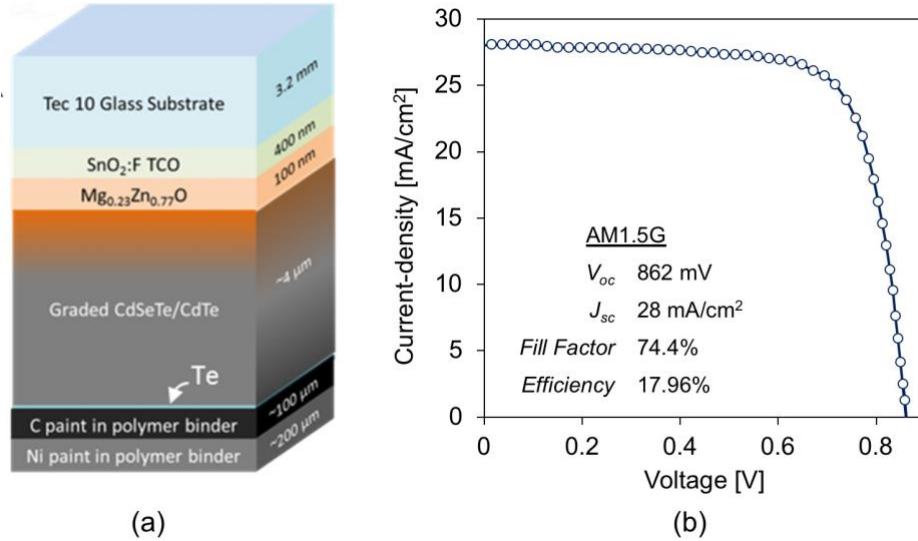 Tec 10 Glass Substrate
3.2 mm
SnO₂:F TCO
400 nm
Mg₀.₂₃Zn₀.₇₇O
100 nm
Graded CdSeTe/CdTe
~4 μm
Te
C paint in polymer binder
~100 μm
Ni paint in polymer binder
~200 μm
(a)
Current-density [mA/cm²]
30
25
20
15
10
5
0
AM1.5G
Voc 862 mV
Jsc 28 mA/cm²
Fill Factor 74.4%
Efficiency 17.96%
0 0.2 0.4 0.6 0.8
Voltage [V]
(b)